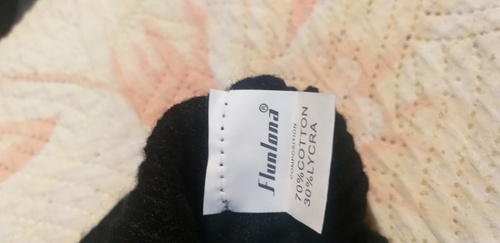 Flunlana®
COMPOSITION
70%COTTON
30%LYCRA